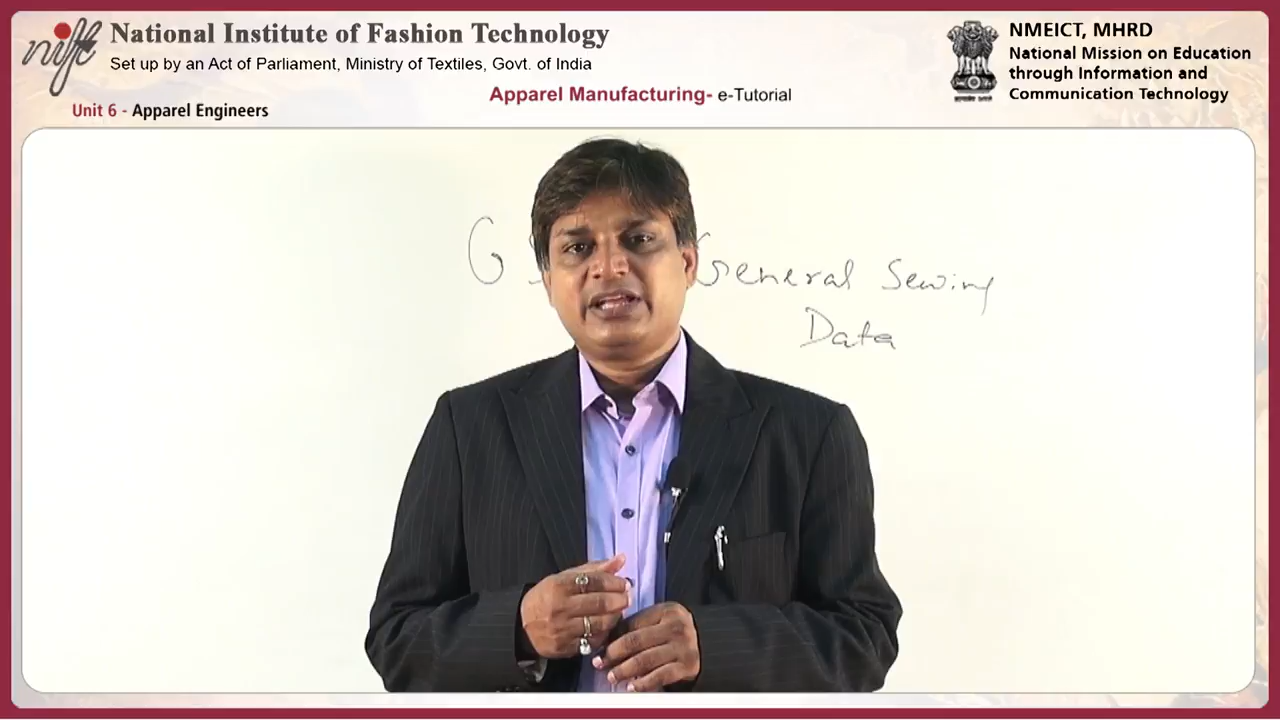 nift
National Institute of Fashion Technology
Set up by an Act of Parliament, Ministry of Textiles, Govt. of India
Apparel Manufacturing- e-Tutorial
Unit 6 - Apparel Engineers
NMEICT, MHRD
National Mission on Education
through Information and
Communication Technology
G S General Sewing
Data